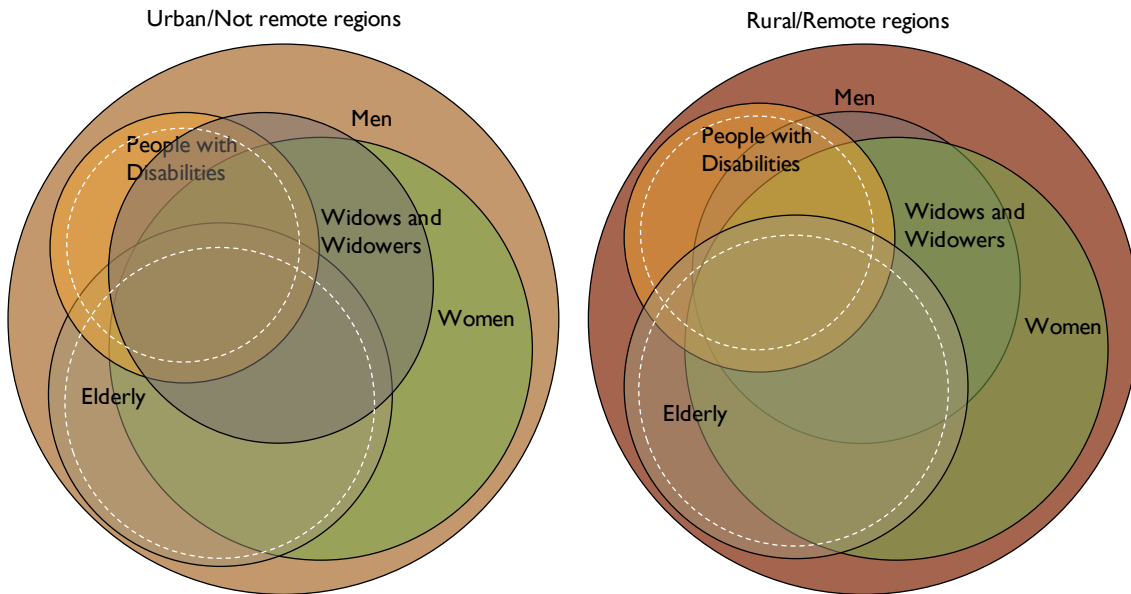 Urban/Not remote regions
Men
People with
Disabilities
Widows and
Widowers
Women
Elderly
Rural/Remote regions
Men
People with
Disabilities
Widows and
Widowers
Women
Elderly